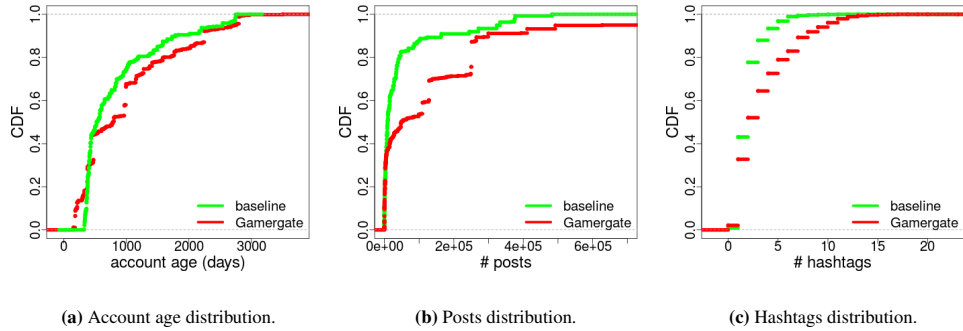 CDF
0.0 0.2 0.4 0.6 0.8 1.0
baseline
Gamergate
0 1000 2000 3000
account age (days)
CDF
0.0 0.2 0.4 0.6 0.8 1.0
baseline
Gamergate
0e+00 2e+05 4e+05 6e+05
# posts
CDF
0.0 0.2 0.4 0.6 0.8 1.0
baseline
Gamergate
0 5 10 15 20
# hashtags
(a) Account age distribution.
(b) Posts distribution.
(c) Hashtags distribution.